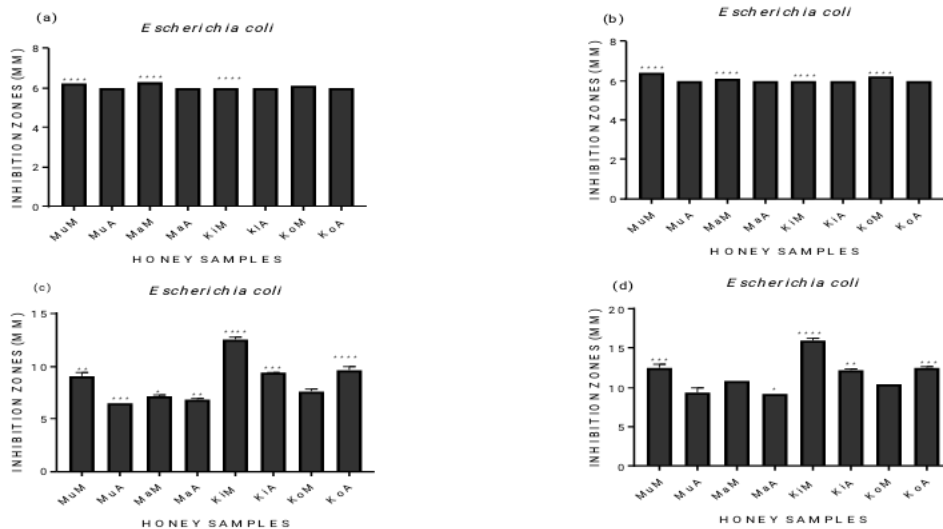 (a)
Escherichia coli
INHIBITION ZONES (MM)
8
6
4
2
0
**** **** ****
MuM MuA MaM MaA KiM KiA KoM KoA
HONEY SAMPLES
(b)
Escherichia coli
INHIBITION ZONES (MM)
8
6
4
2
0
**** **** **** ****
MuM MuA MaM MaA KiM KiA KoM KoA
HONEY SAMPLES
(c)
Escherichia coli
INHIBITION ZONES (MM)
15
10
5
0
** *** * ** **** *** ****
MuM MuA MaM MaA KiM KiA KoM KoA
HONEY SAMPLES
(d)
Escherichia coli
INHIBITION ZONES (MM)
20
15
10
5
0
*** * **** ** ***
MuM MuA MaM MaA KiM KiA KoM KoA
HONEY SAMPLES